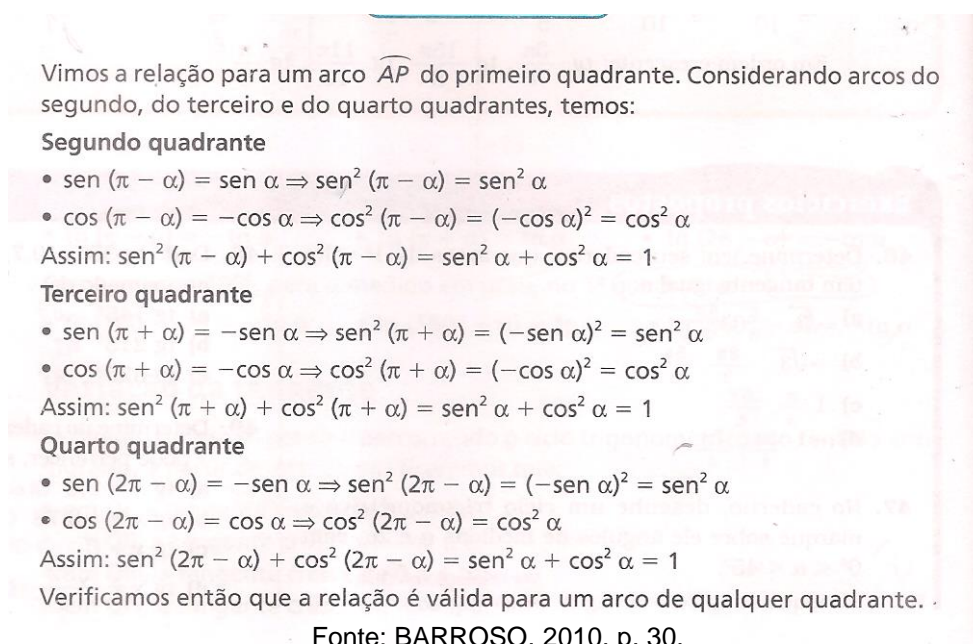 Vimos a relação para um arco A͡P do primeiro quadrante. Considerando arcos do
segundo, do terceiro e do quarto quadrantes, temos:
Segundo quadrante
• sen (π − α) = sen α ⇒ sen² (π − α) = sen² α
• cos (π − α) = −cos α ⇒ cos² (π − α) = (−cos α)² = cos² α
Assim: sen² (π − α) + cos² (π − α) = sen² α + cos² α = 1
Terceiro quadrante
• sen (π + α) = −sen α ⇒ sen² (π + α) = (−sen α)² = sen² α
• cos (π + α) = −cos α ⇒ cos² (π + α) = (−cos α)² = cos² α
Assim: sen² (π + α) + cos² (π + α) = sen² α + cos² α = 1
Quarto quadrante
• sen (2π − α) = −sen α ⇒ sen² (2π − α) = (−sen α)² = sen² α
• cos (2π − α) = cos α ⇒ cos² (2π − α) = cos² α
Assim: sen² (2π − α) + cos² (2π − α) = sen² α + cos² α = 1
Verificamos então que a relação é válida para um arco de qualquer quadrante.
Fonte: BARROSO, 2010, p. 30.